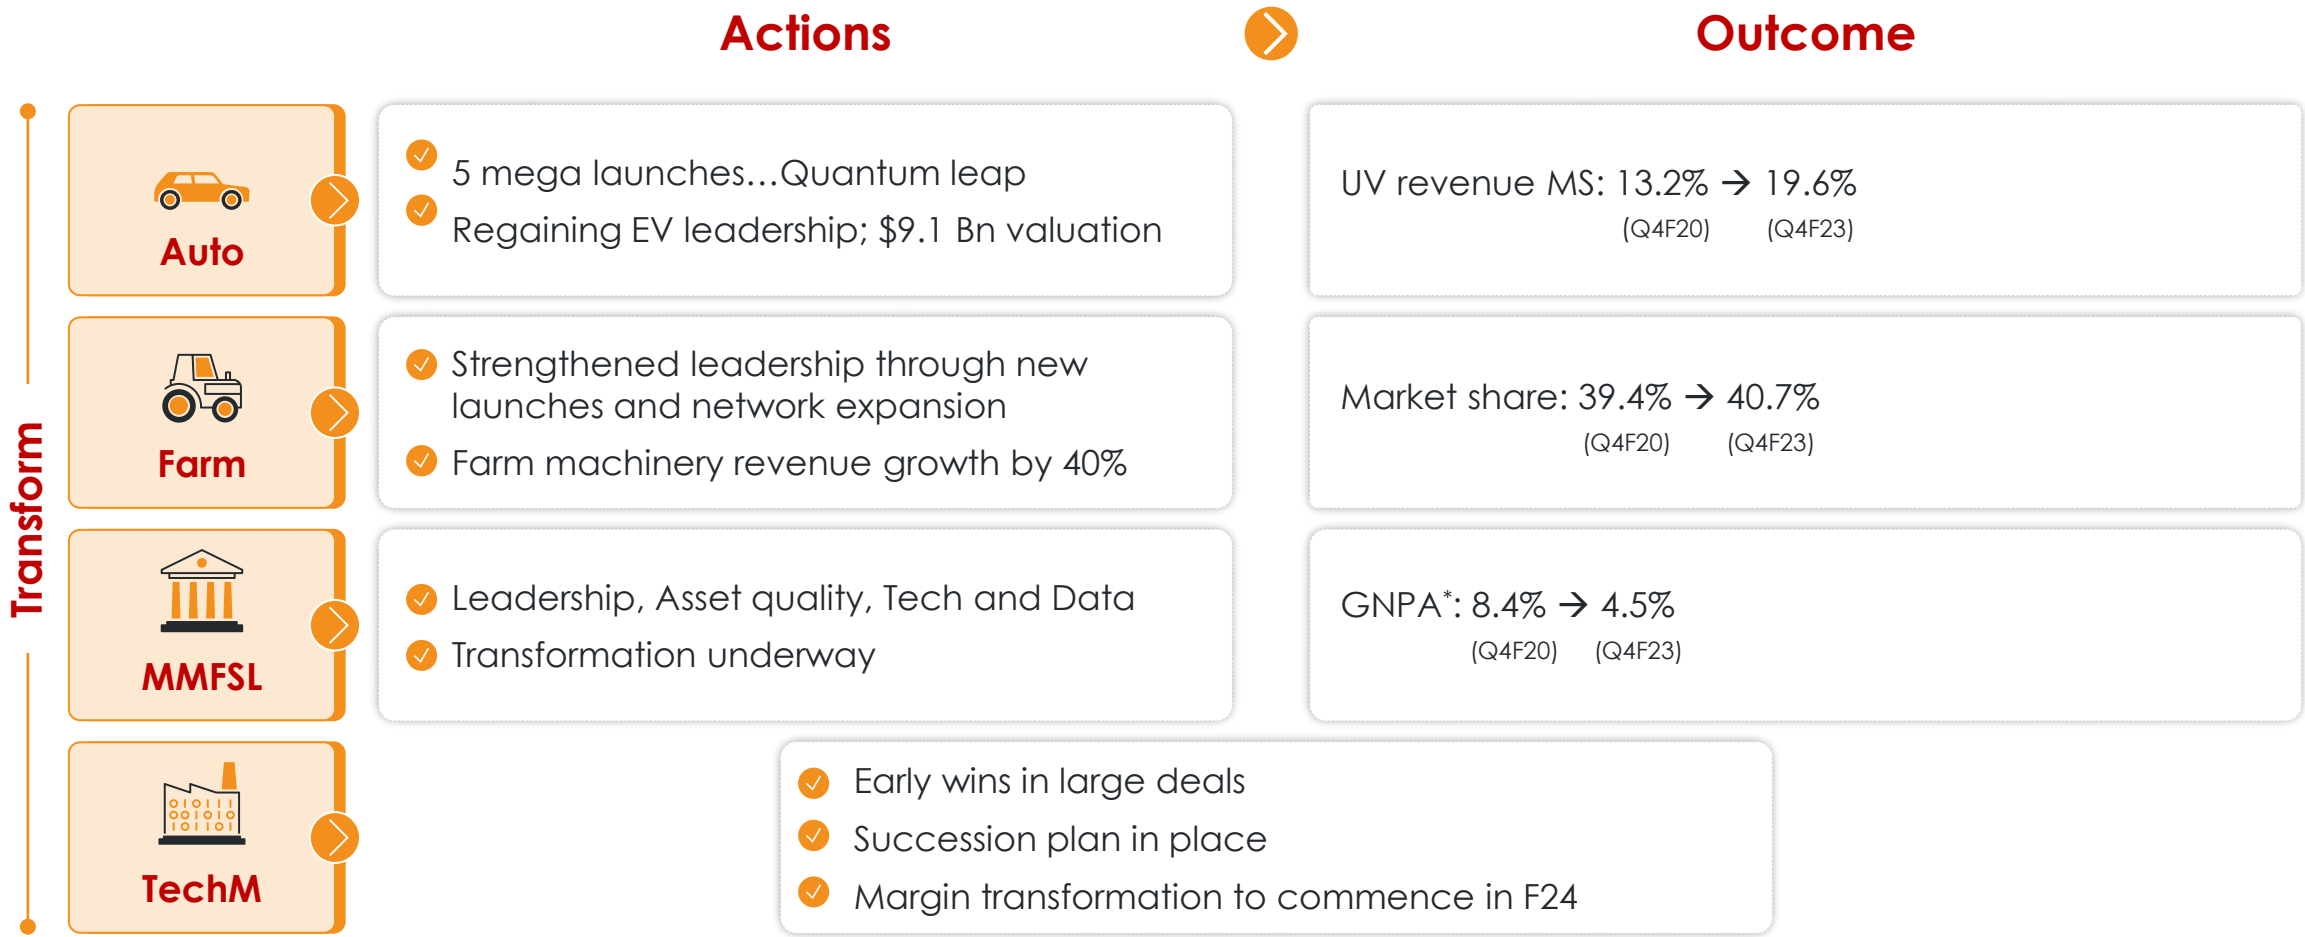 Actions
Outcome
Transform
Auto
5 mega launches...Quantum leap
Regaining EV leadership; $9.1 Bn valuation
UV revenue MS: 13.2% → 19.6%
(Q4F20) (Q4F23)
Farm
Strengthened leadership through new
launches and network expansion
Farm machinery revenue growth by 40%
Market share: 39.4% → 40.7%
(Q4F20) (Q4F23)
MMFSL
Leadership, Asset quality, Tech and Data
Transformation underway
GNPA*: 8.4% → 4.5%
(Q4F20) (Q4F23)
TechM
Early wins in large deals
Succession plan in place
Margin transformation to commence in F24